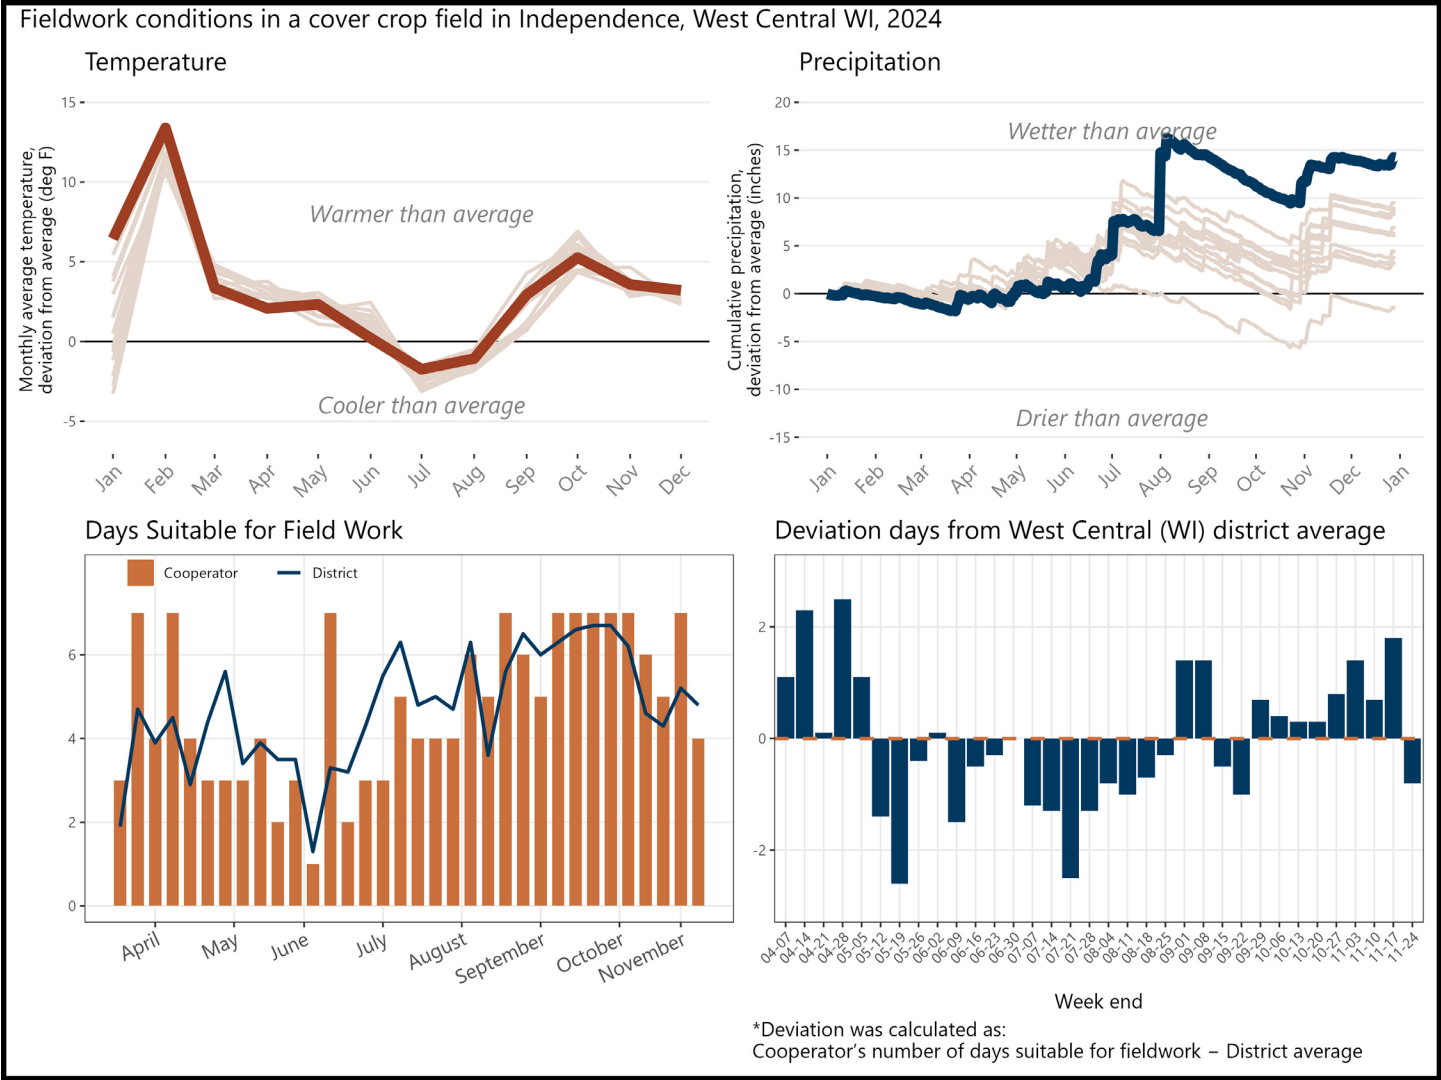 Fieldwork conditions in a cover crop field in Independence, West Central WI, 2024
Temperature
Monthly average temperature,
deviation from average (deg F)
15
10
5
0
-5
Warmer than average
Cooler than average
Jan
Feb
Mar
Apr
May
Jun
Jul
Aug
Sep
Oct
Nov
Dec
Precipitation
Cumulative precipitation,
deviation from average (inches)
20
15
10
5
0
-5
-10
-15
Wetter than average
Drier than average
Jan
Feb
Mar
Apr
May
Jun
Jul
Aug
Sep
Oct
Nov
Dec
Jan
Days Suitable for Field Work
Cooperator
District
6
4
2
0
April
May
June
July
August
September
October
November
Deviation days from West Central (WI) district average
2
0
-2
04-07
04-14
04-21
04-28
05-05
05-12
05-19
05-26
06-02
06-09
06-16
06-23
06-30
07-07
07-14
07-21
07-28
08-04
08-11
08-18
08-25
09-01
09-08
09-15
09-22
09-29
10-06
10-13
10-20
10-27
11-03
11-10
11-17
11-24
Week end
*Deviation was calculated as:
Cooperator's number of days suitable for fieldwork – District average